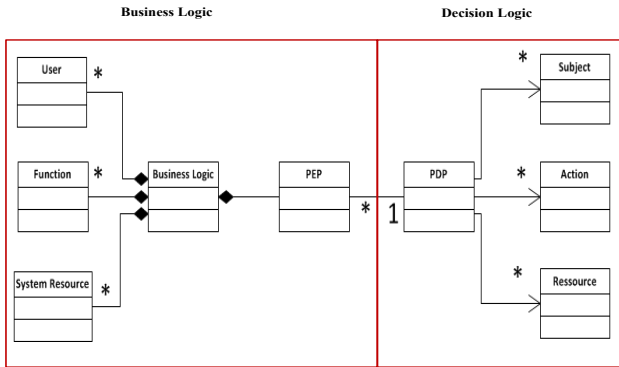 Business Logic
Decision Logic
User
*
Subject
*
Function
*
Business Logic
PEP
*
1
PDP
Action
*
System Resource
*
Ressource
*